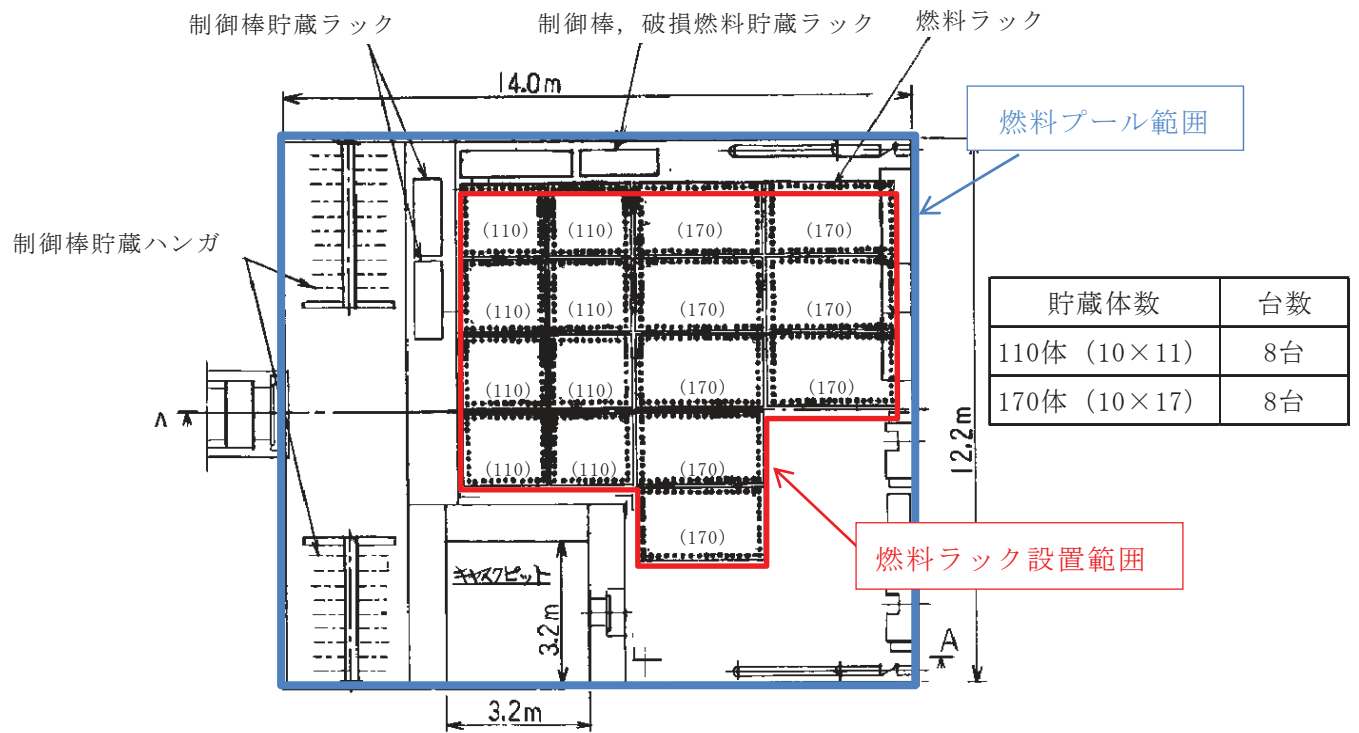 制御棒貯蔵ラック
制御棒，破損燃料貯蔵ラック
燃料ラック
14.0m
燃料プール範囲
制御棒貯蔵ハンガ
(110) (110) (170) (170)
(110) (110) (170) (170)
(110) (110) (170) (170)
(110) (110) (170)
(170)
貯蔵体数 台数
110体（10×11） 8台
170体（10×17） 8台
A
12.2m
燃料ラック設置範囲
キャスクピット
3.2m
A
3.2m